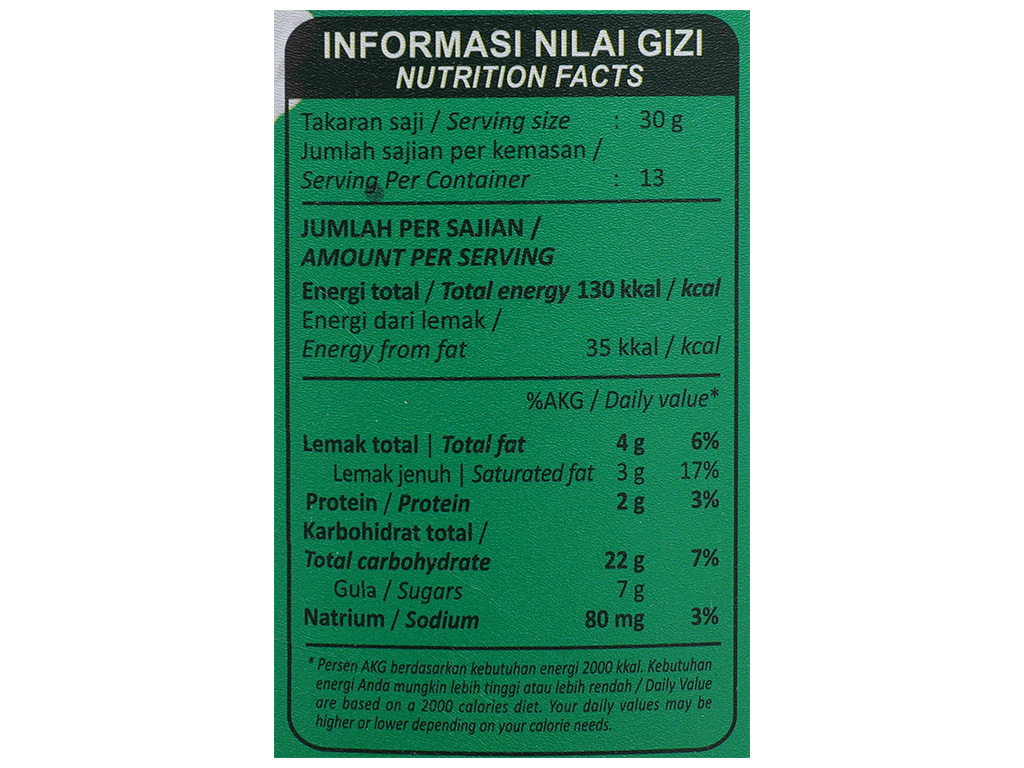 INFORMASI NILAI GIZI
NUTRITION FACTS
Takaran saji / Serving size : 30 g
Jumlah sajian per kemasan /
Serving Per Container : 13
JUMLAH PER SAJIAN /
AMOUNT PER SERVING
Energi total / Total energy 130 kkal / kcal
Energi dari lemak /
Energy from fat 35 kkal / kcal
%AKG / Daily value*
Lemak total | Total fat 4 g 6%
Lemak jenuh | Saturated fat 3 g 17%
Protein / Protein 2 g 3%
Karbohidrat total /
Total carbohydrate 22 g 7%
Gula / Sugars 7 g
Natrium / Sodium 80 mg 3%
* Persen AKG berdasarkan kebutuhan energi 2000 kkal. Kebutuhan
energi Anda mungkin lebih tinggi atau lebih rendah / Daily Value
are based on a 2000 calories diet. Your daily values may be
higher or lower depending on your calorie needs.